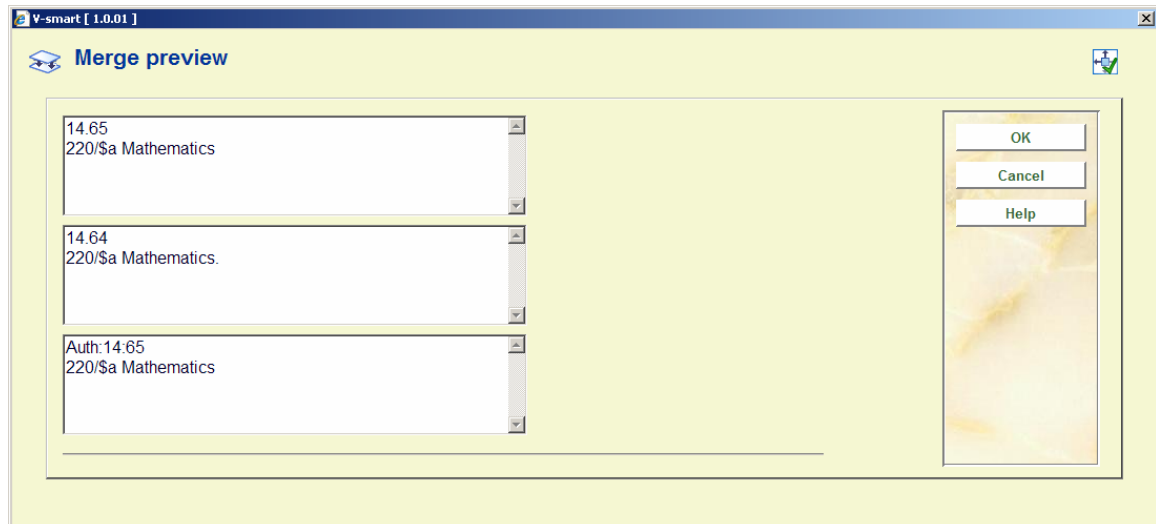 V-smart [ 1.0.01 ]
Merge preview
14.65
220/$a Mathematics
14.64
220/$a Mathematics.
Auth:14:65
220/$a Mathematics
OK
Cancel
Help